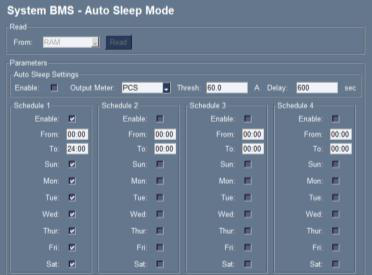 System BMS - Auto Sleep Mode
Read
From: RAM Read
Parameters
Auto Sleep Settings
Enable: Output Meter: PCS Thresh: 60.0 A Delay: 600 sec
Schedule 1 Schedule 2 Schedule 3 Schedule 4
Enable: Enable: Enable: Enable:
From: 00:00 From: 00:00 From: 00:00 From: 00:00
To: 24:00 To: 00:00 To: 00:00 To: 00:00
Sun: Sun: Sun: Sun:
Mon: Mon: Mon: Mon:
Tue: Tue: Tue: Tue:
Wed: Wed: Wed: Wed:
Thur: Thur: Thur: Thur:
Fri: Fri: Fri: Fri:
Sat: Sat: Sat: Sat: